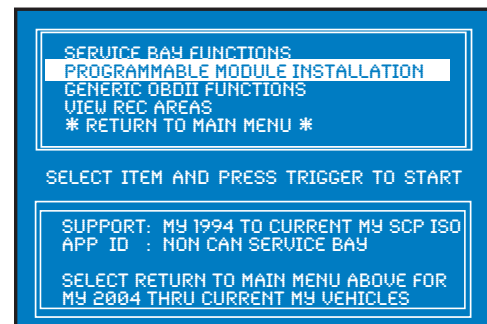 SERVICE BAY FUNCTIONS
PROGRAMMABLE MODULE INSTALLATION
GENERIC OBDII FUNCTIONS
VIEW REC AREAS
* RETURN TO MAIN MENU *
SELECT ITEM AND PRESS TRIGGER TO START
SUPPORT: MY 1994 TO CURRENT MY SCP ISO
APP ID : NON CAN SERVICE BAY
SELECT RETURN TO MAIN MENU ABOVE FOR
MY 2004 THRU CURRENT MY VEHICLES